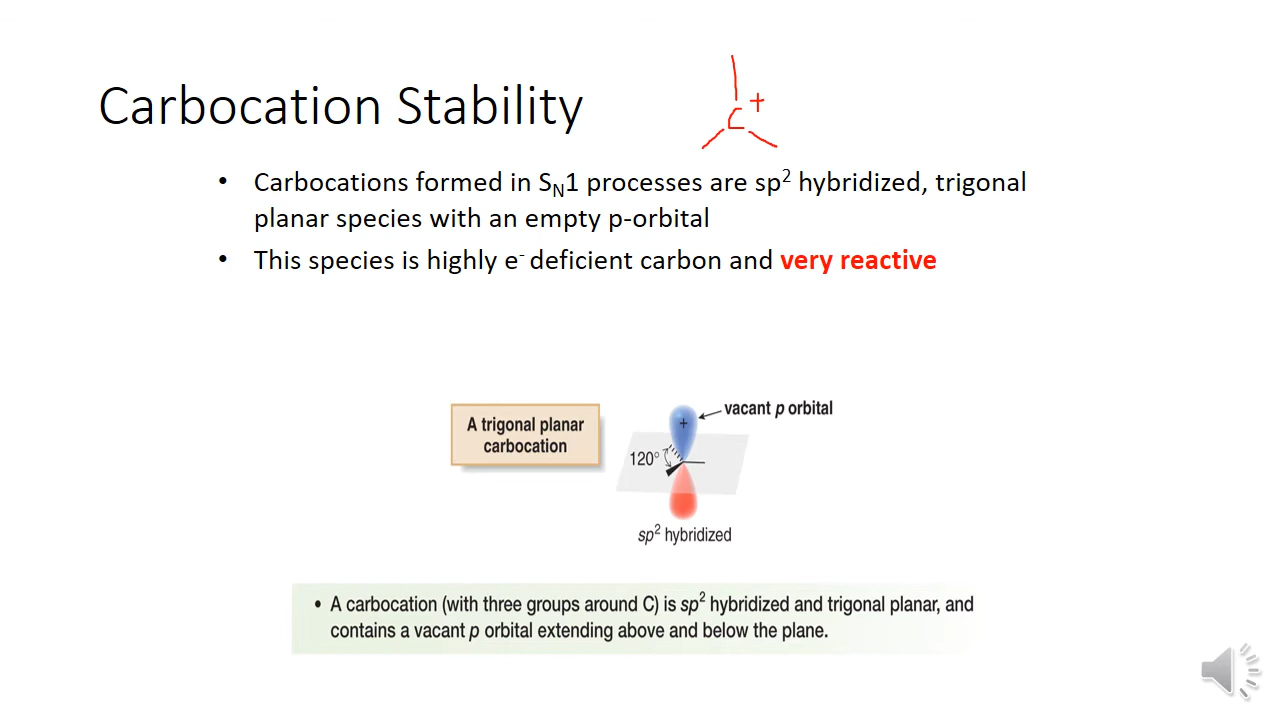 Carbocation Stability
C +
• Carbocations formed in SN1 processes are sp² hybridized, trigonal
planar species with an empty p-orbital
• This species is highly e⁻ deficient carbon and very reactive
A trigonal planar
carbocation
vacant p orbital
+
120°
sp² hybridized
• A carbocation (with three groups around C) is sp² hybridized and trigonal planar, and
contains a vacant p orbital extending above and below the plane.